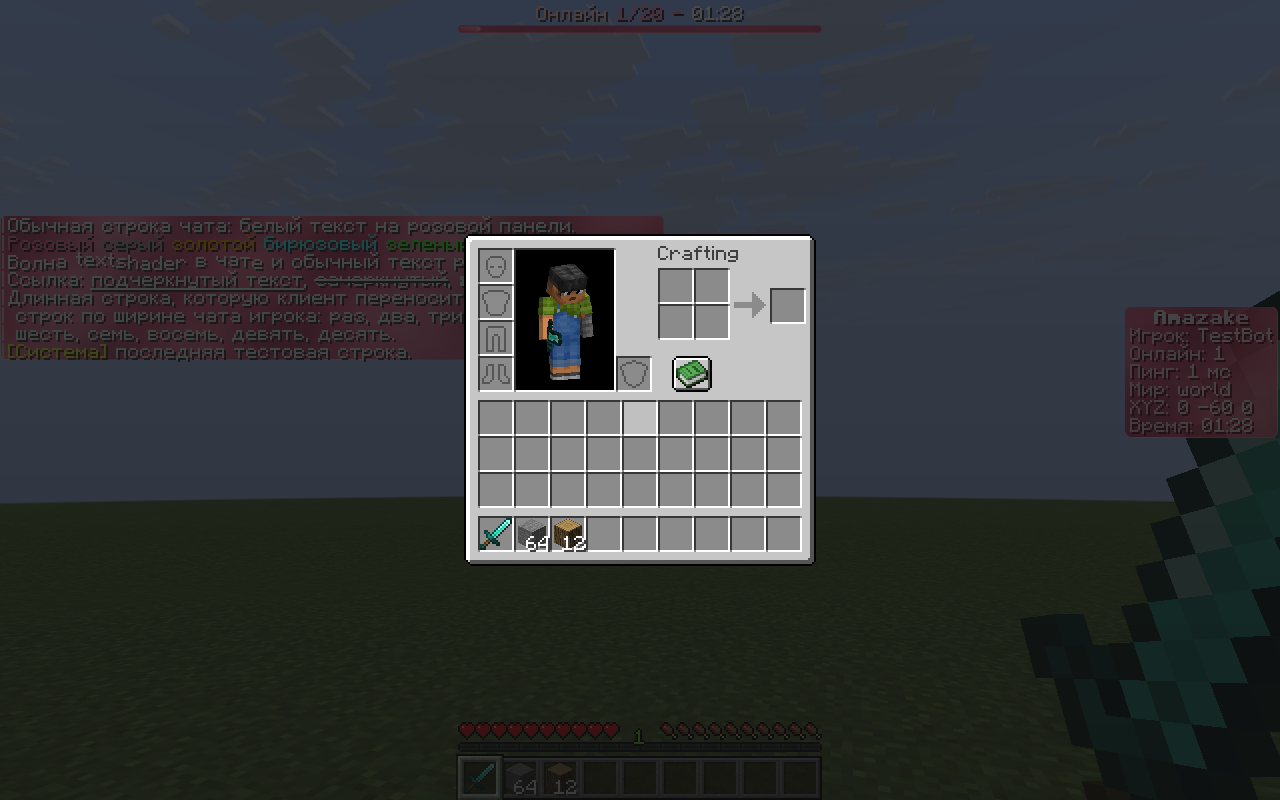 Онлайн 1/20 - 01:28
Обычная строка чата: белый текст на розовой панели.
Розовый серый золотой бирюзовый зелены
Волна textshader в чате и обычный текст
Ссылка: подчеркнутый текст, зачеркнутый,
Длинная строка, которую клиент переносит
строк по ширине чата игрока: раз, два, три
шесть, семь, восемь, девять, десять.
[Система] последняя тестовая строка.
Crafting
Amazake
Игрок: TestBot
Онлайн: 1
Пинг: 1 мс
Мир: world
XYZ: 0 -60 0
Время: 01:28
64 12
1
64 12